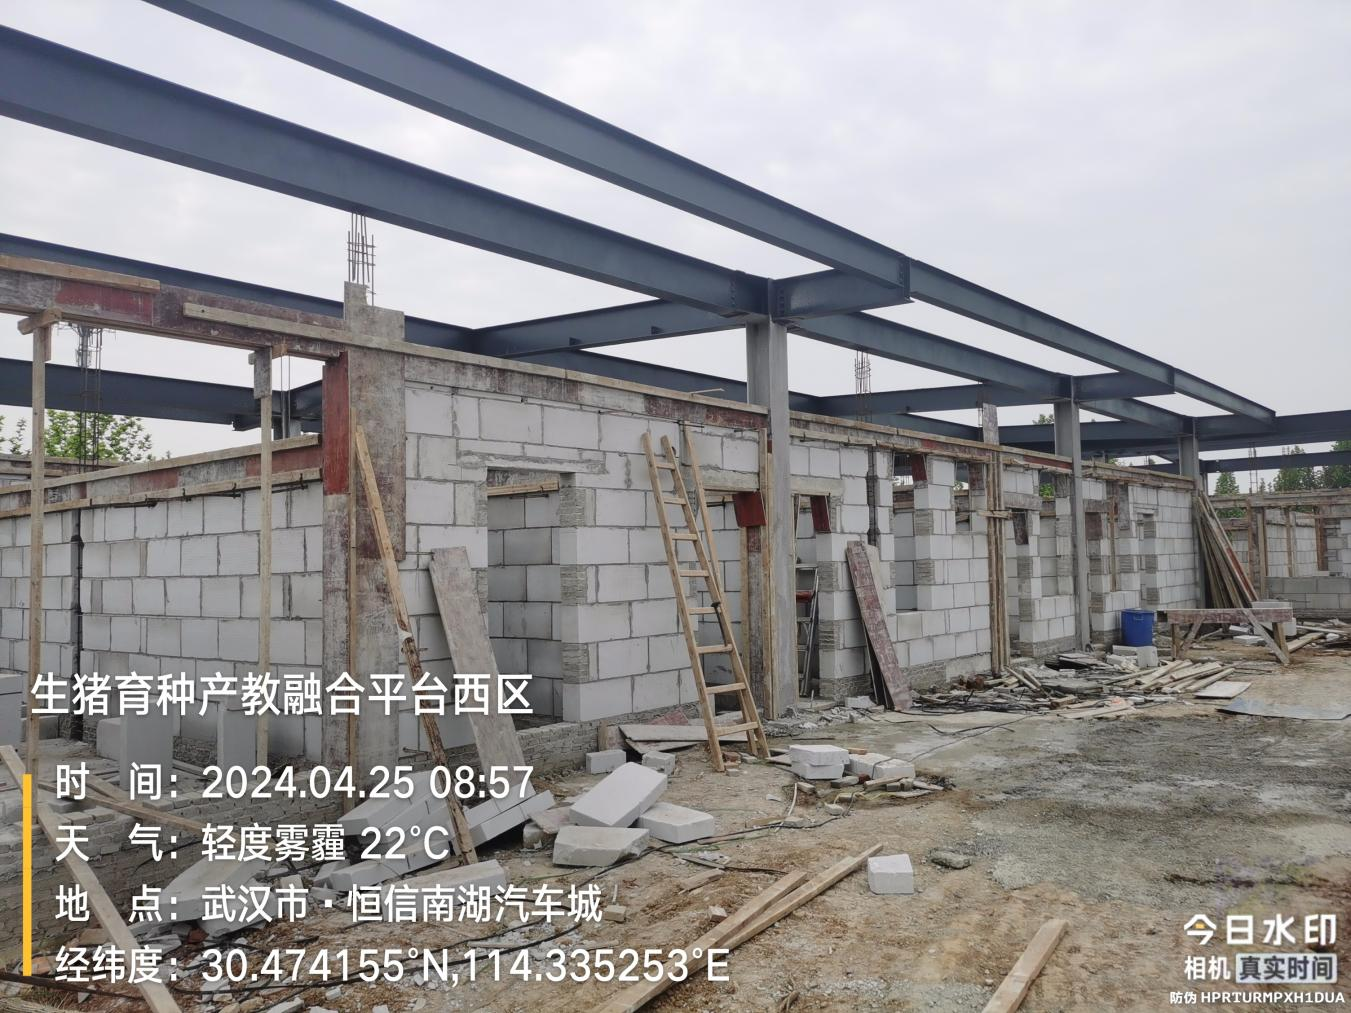 生猪育种产教融合平台西区
时 间：2024.04.25 08:57
天 气：轻度雾霾 22°C
地 点：武汉市·恒信南湖汽车城
经纬度：30.474155°N,114.335253°E
今日水印
相机 真实时间
防伪 HPRTURMPXH1DUA